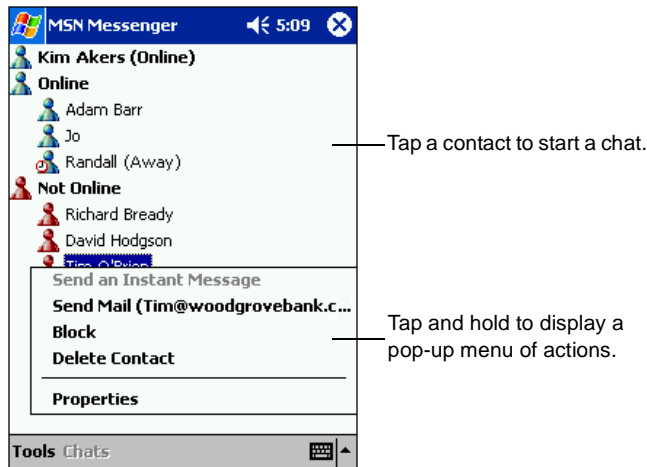 MSN Messenger 5:09
Kim Akers (Online)
Online
Adam Barr
Jo
Randall (Away)
Not Online
Richard Bready
David Hodgson
Tim O'Brien
Send an Instant Message
Send Mail (Tim@woodgrovebank.c...
Block
Delete Contact
Properties
Tools Chats
Tap a contact to start a chat.
Tap and hold to display a
pop-up menu of actions.